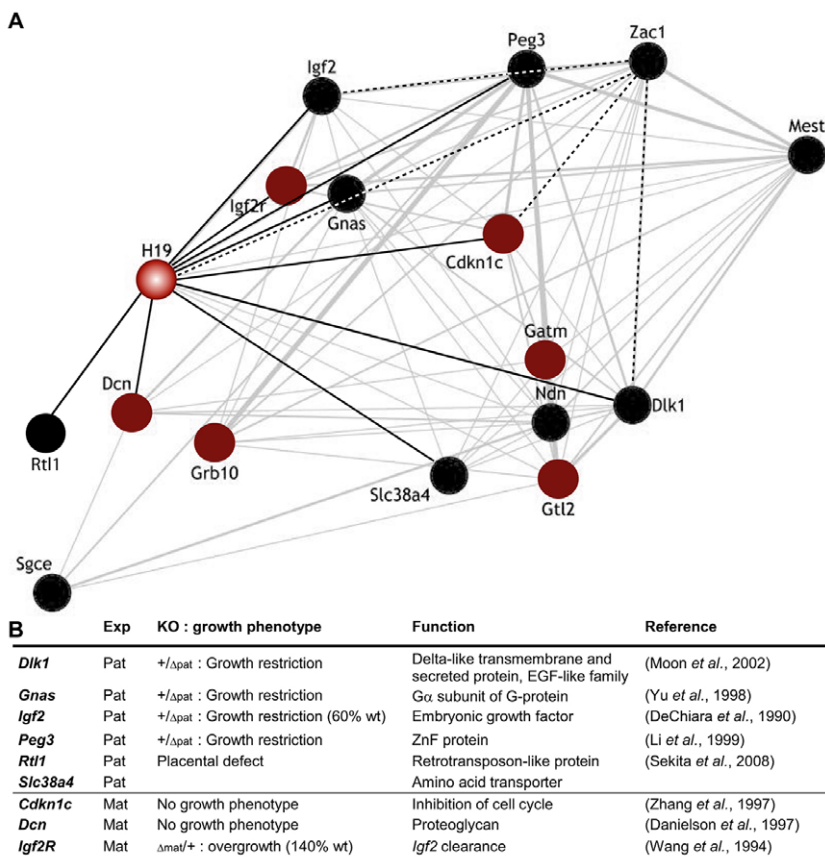 A
Zac1
Peg3
Igf2
Mest
Igf2r
Gnas
H19
Cdkn1c
Gatm
Dcn
Ndn
Dlk1
Rtl1
Grb10
Slc38a4
Gtl2
Sgce
B Exp KO : growth phenotype Function Reference
Dlk1 Pat +/Δpat : Growth restriction Delta-like transmembrane and (Moon et al., 2002)
secreted protein, EGF-like family
Gnas Pat +/Δpat : Growth restriction Gα subunit of G-protein (Yu et al., 1998)
Igf2 Pat +/Δpat : Growth restriction (60% wt) Embryonic growth factor (DeChiara et al., 1990)
Peg3 Pat +/Δpat : Growth restriction ZnF protein (Li et al., 1999)
Rtl1 Pat Placental defect Retrotransposon-like protein (Sekita et al., 2008)
Slc38a4 Pat Amino acid transporter
Cdkn1c Mat No growth phenotype Inhibition of cell cycle (Zhang et al., 1997)
Dcn Mat No growth phenotype Proteoglycan (Danielson et al., 1997)
Igf2R Mat Δmat/+ : overgrowth (140% wt) Igf2 clearance (Wang et al., 1994)